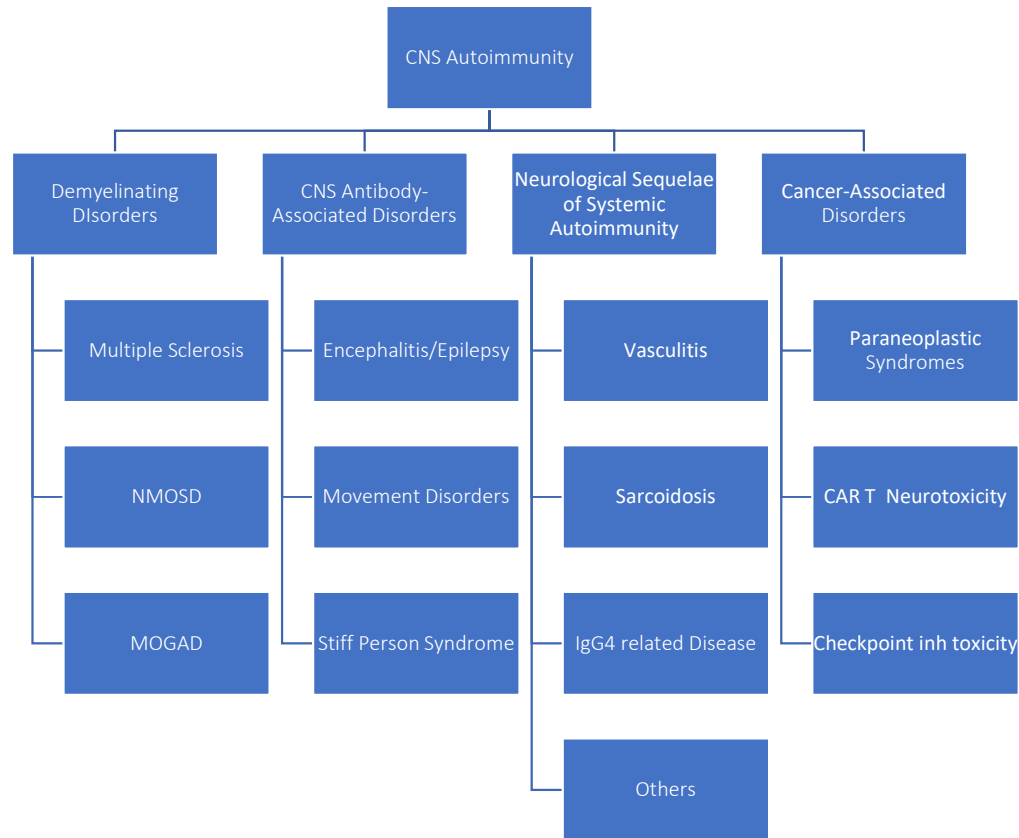 CNS Autoimmunity
Demyelinating
DIsorders
CNS Antibody-
Associated Disorders
Neurological Sequelae
of Systemic
Autoimmunity
Cancer-Associated
Disorders
Multiple Sclerosis
Encephalitis/Epilepsy
Vasculitis
Paraneoplastic
Syndromes
NMOSD
Movement Disorders
Sarcoidosis
CAR T  Neurotoxicity
MOGAD
Stiff Person Syndrome
IgG4 related Disease
Checkpoint inh toxicity
Others